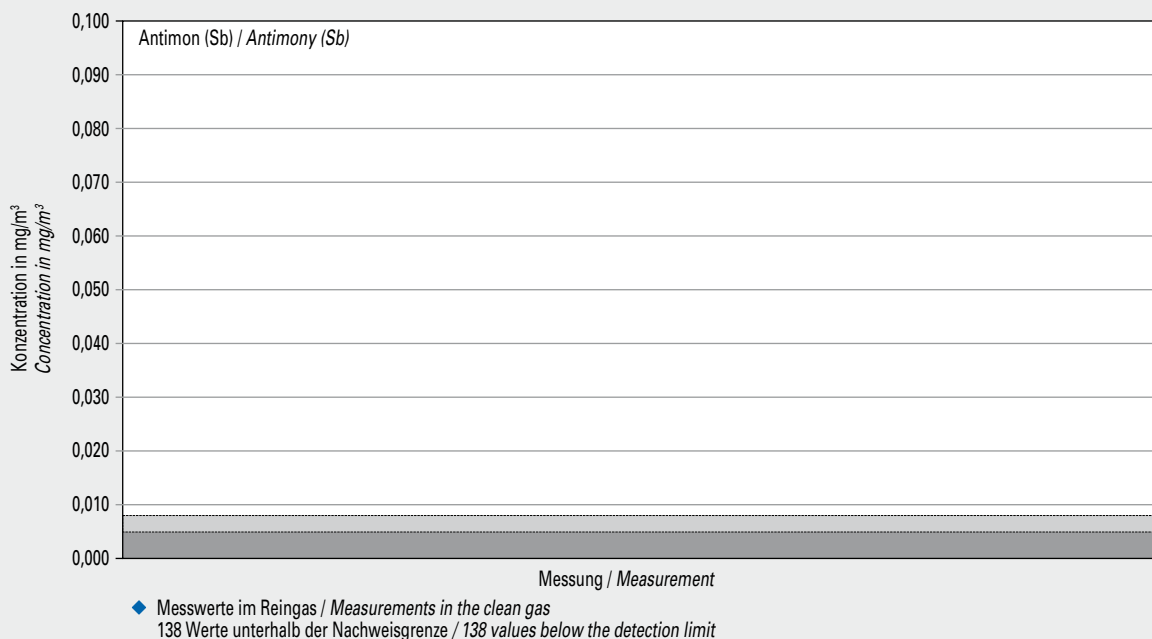 0,100
Antimon (Sb) / Antimony (Sb)
0,090
0,080
0,070
0,060
0,050
0,040
0,030
0,020
0,010
0,000
Konzentration in mg/m³
Concentration in mg/m³
Messung / Measurement
Messwerte im Reingas / Measurements in the clean gas
138 Werte unterhalb der Nachweisgrenze / 138 values below the detection limit